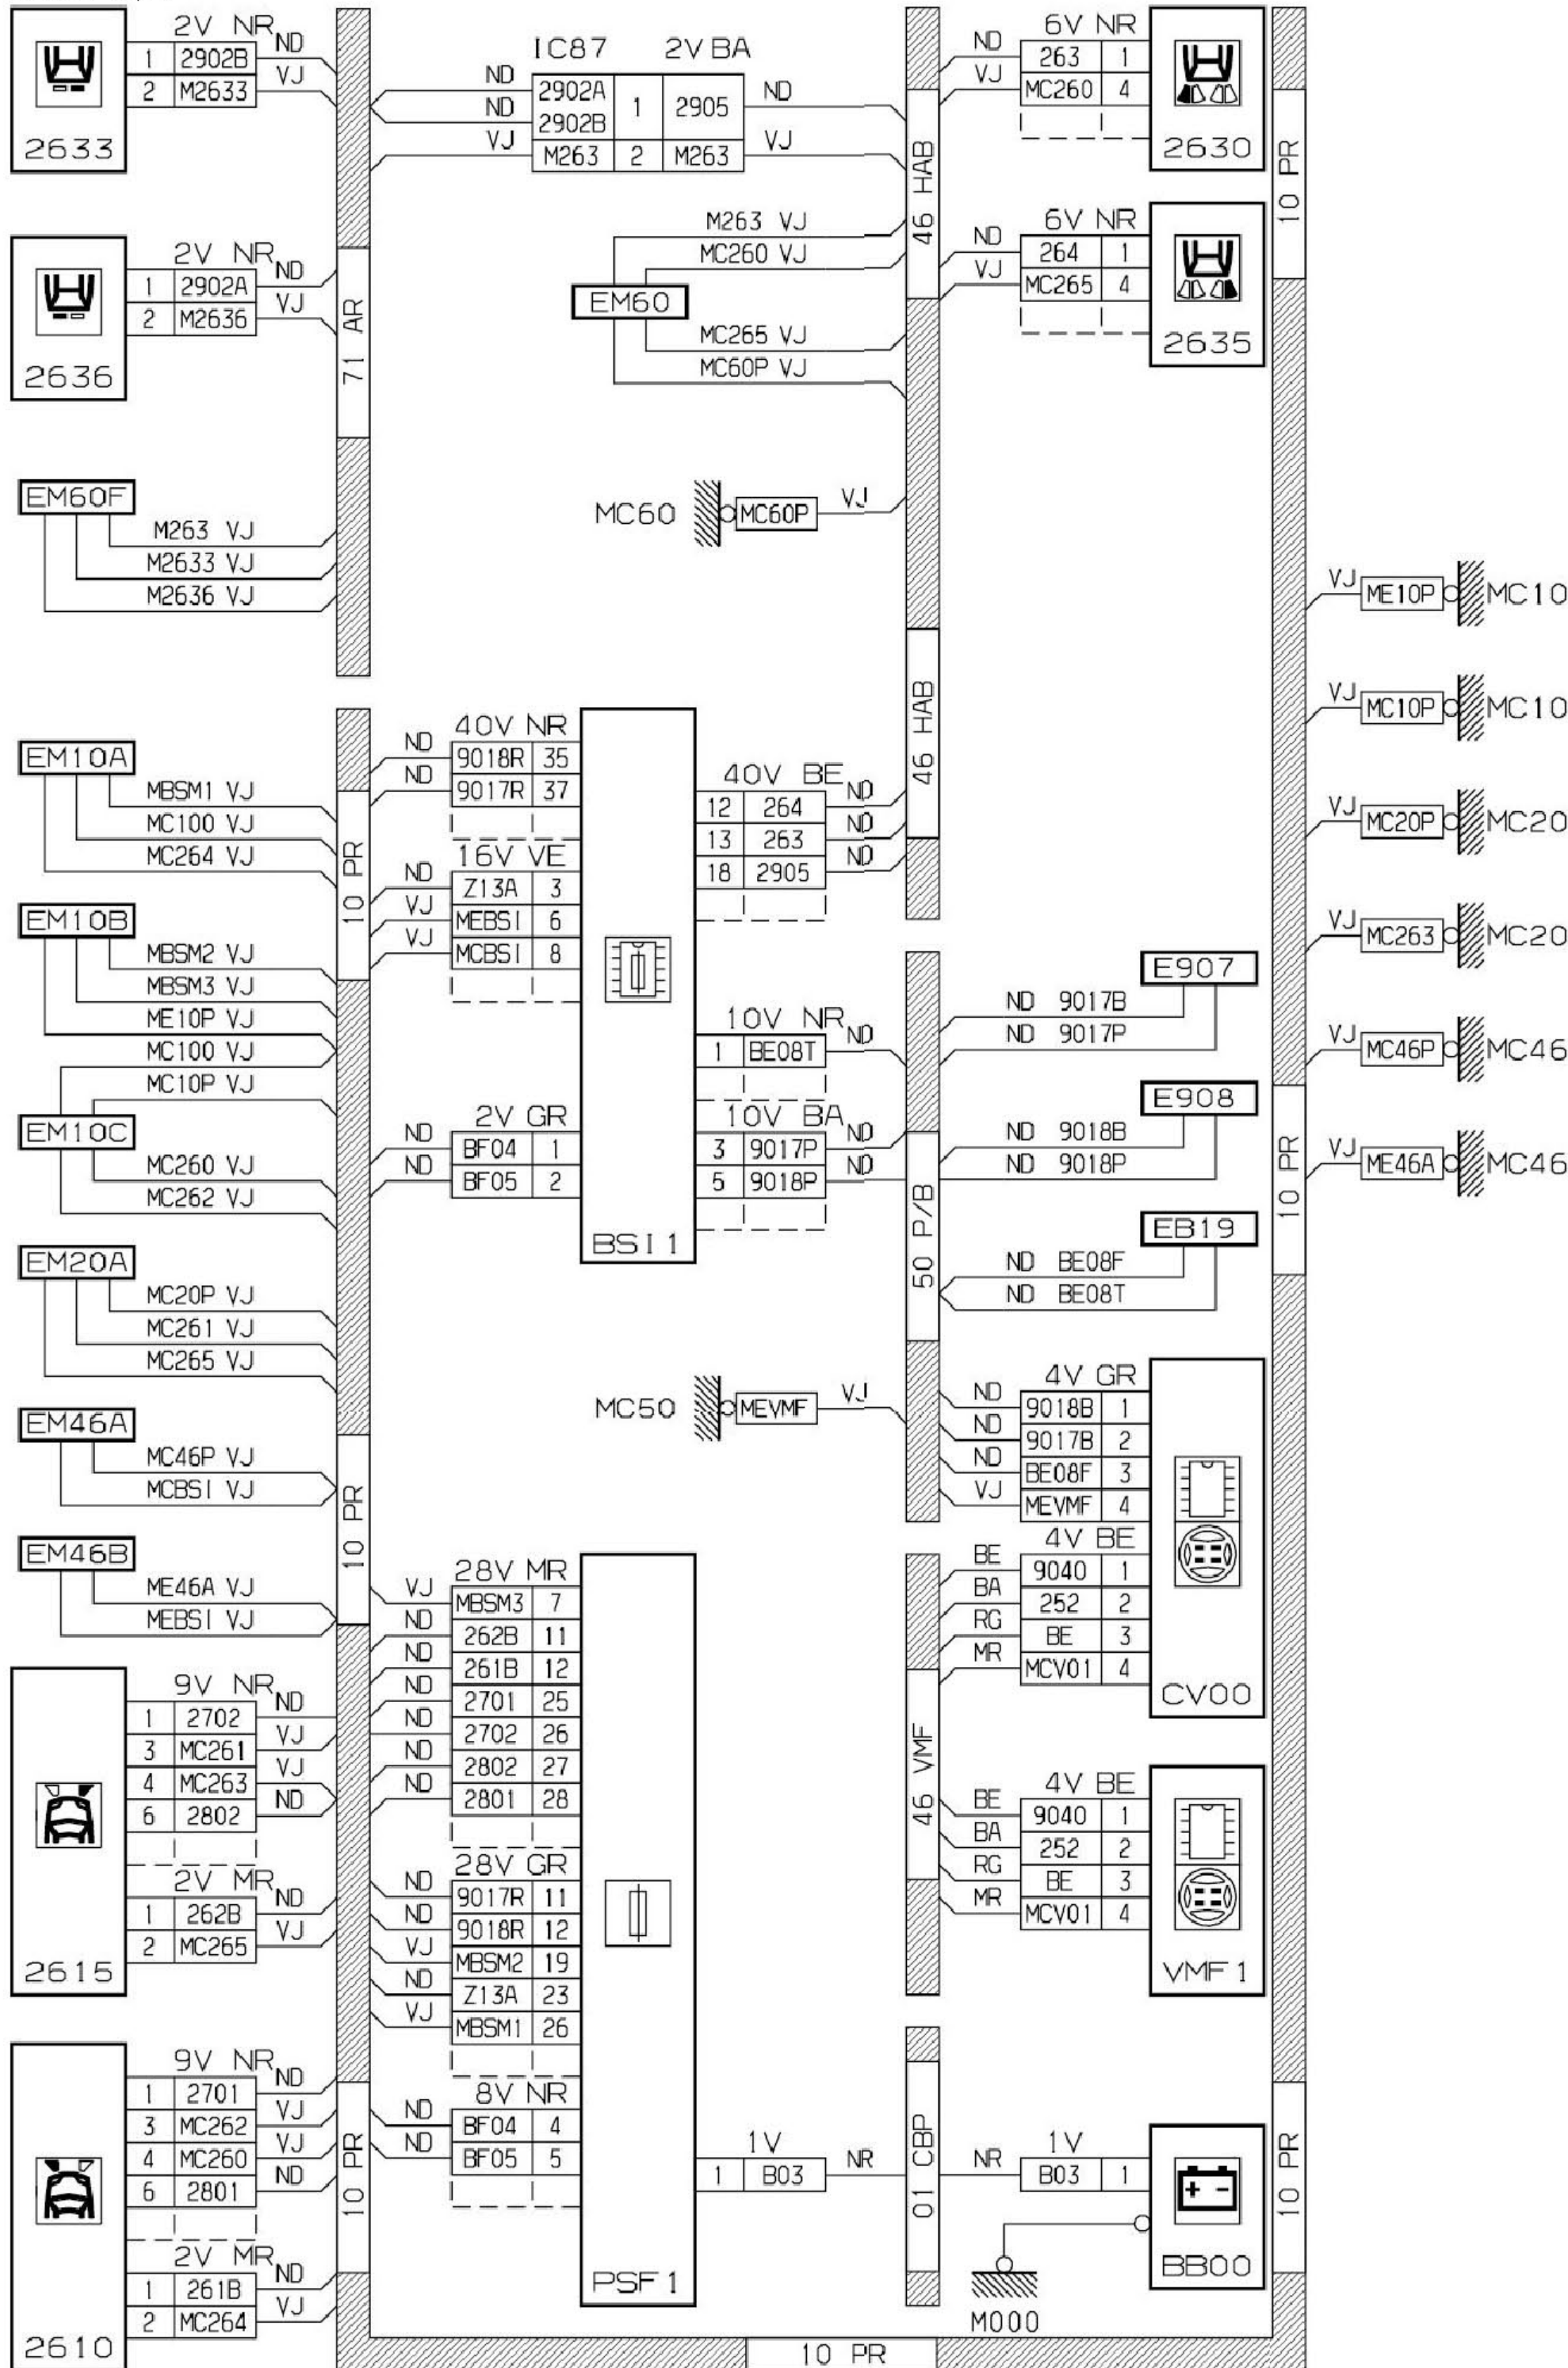 2V NR
1 2902B ND
2 M2633 VJ
2633
2V NR
1 2902A ND
2 M2636 VJ
2636
71 AR
EM60F
M263 VJ
M2633 VJ
M2636 VJ
IC87 2V BA
ND 2902A 1 2905 ND
ND 2902B
VJ M263 2 M263 VJ
46 HAB
M263 VJ
MC260 VJ
EM60
MC265 VJ
MC60P VJ
MC60 MC60P VJ
6V NR
ND 263 1
VJ MC260 4
2630
6V NR
ND 264 1
VJ MC265 4
2635
10 PR
VJ ME10P MC10
VJ MC10P MC10
VJ MC20P MC20
VJ MC263 MC20
VJ MC46P MC46
VJ ME46A MC46
10 PR
EM10A
MBSM1 VJ
MC100 VJ
MC264 VJ
EM10B
MBSM2 VJ
MBSM3 VJ
ME10P VJ
MC100 VJ
MC10P VJ
EM10C
MC260 VJ
MC262 VJ
EM20A
MC20P VJ
MC261 VJ
MC265 VJ
EM46A
MC46P VJ
MCBSI VJ
EM46B
ME46A VJ
MEBSI VJ
10 PR
10 PR
40V NR
ND 9018R 35
ND 9017R 37
16V VE
ND Z13A 3
VJ MEBSI 6
VJ MCBSI 8
2V GR
ND BF04 1
ND BF05 2
BSI1
40V BE
12 264 ND
13 263 ND
18 2905 ND
46 HAB
10V NR
1 BE08T ND
10V BA
3 9017P ND
5 9018P ND
50 P/B
E907
ND 9017B
ND 9017P
E908
ND 9018B
ND 9018P
EB19
ND BE08F
ND BE08T
MC50 MEVMF VJ
4V GR
ND 9018B 1
ND 9017B 2
ND BE08F 3
VJ MEVMF 4
4V BE
BE 9040 1
BA 252 2
RG BE 3
MR MCV01 4
CV00
46 VMF
4V BE
BE 9040 1
BA 252 2
RG BE 3
MR MCV01 4
VMF1
9V NR
1 2702 ND
3 MC261 VJ
4 MC263 VJ
6 2802 ND
2V MR
1 262B ND
2 MC265 VJ
2615
9V NR
1 2701 ND
3 MC262 VJ
4 MC260 VJ
6 2801 ND
2V MR
1 261B ND
2 MC264 VJ
2610
10 PR
28V MR
VJ MBSM3 7
ND 262B 11
ND 261B 12
ND 2701 25
ND 2702 26
ND 2802 27
ND 2801 28
28V GR
ND 9017R 11
ND 9018R 12
VJ MBSM2 19
ND Z13A 23
VJ MBSM1 26
8V NR
ND BF04 4
ND BF05 5
PSF1
1V
1 B03 NR
01 CBP
1V
NR B03 1
+ -
BB00
M000
10 PR
10 PR